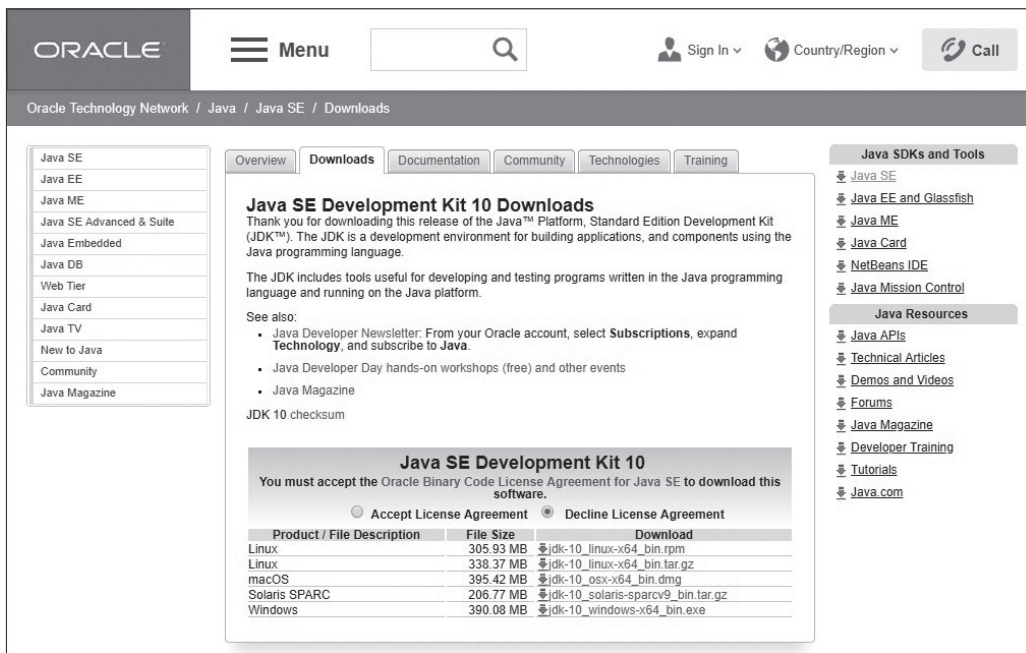 ORACLE
Menu
Sign In
Country/Region
Call
Oracle Technology Network / Java / Java SE / Downloads
Java SE
Java EE
Java ME
Java SE Advanced & Suite
Java Embedded
Java DB
Web Tier
Java Card
Java TV
New to Java
Community
Java Magazine
Overview
Downloads
Documentation
Community
Technologies
Training
Java SE Development Kit 10 Downloads
Thank you for downloading this release of the Java™ Platform, Standard Edition Development Kit
(JDK™). The JDK is a development environment for building applications, and components using the
Java programming language.
The JDK includes tools useful for developing and testing programs written in the Java programming
language and running on the Java platform.
See also:
• Java Developer Newsletter: From your Oracle account, select Subscriptions, expand
Technology, and subscribe to Java.
• Java Developer Day hands-on workshops (free) and other events
• Java Magazine
JDK 10 checksum
Java SE Development Kit 10
You must accept the Oracle Binary Code License Agreement for Java SE to download this
software.
Accept License Agreement Decline License Agreement
Product / File Description File Size Download
Linux 305.93 MB jdk-10_linux-x64_bin.rpm
Linux 338.37 MB jdk-10_linux-x64_bin.tar.gz
macOS 395.42 MB jdk-10_osx-x64_bin.dmg
Solaris SPARC 206.77 MB jdk-10_solaris-sparcv9_bin.tar.gz
Windows 390.08 MB jdk-10_windows-x64_bin.exe
Java SDKs and Tools
Java SE
Java EE and Glassfish
Java ME
Java Card
NetBeans IDE
Java Mission Control
Java Resources
Java APIs
Technical Articles
Demos and Videos
Forums
Java Magazine
Developer Training
Tutorials
Java.com